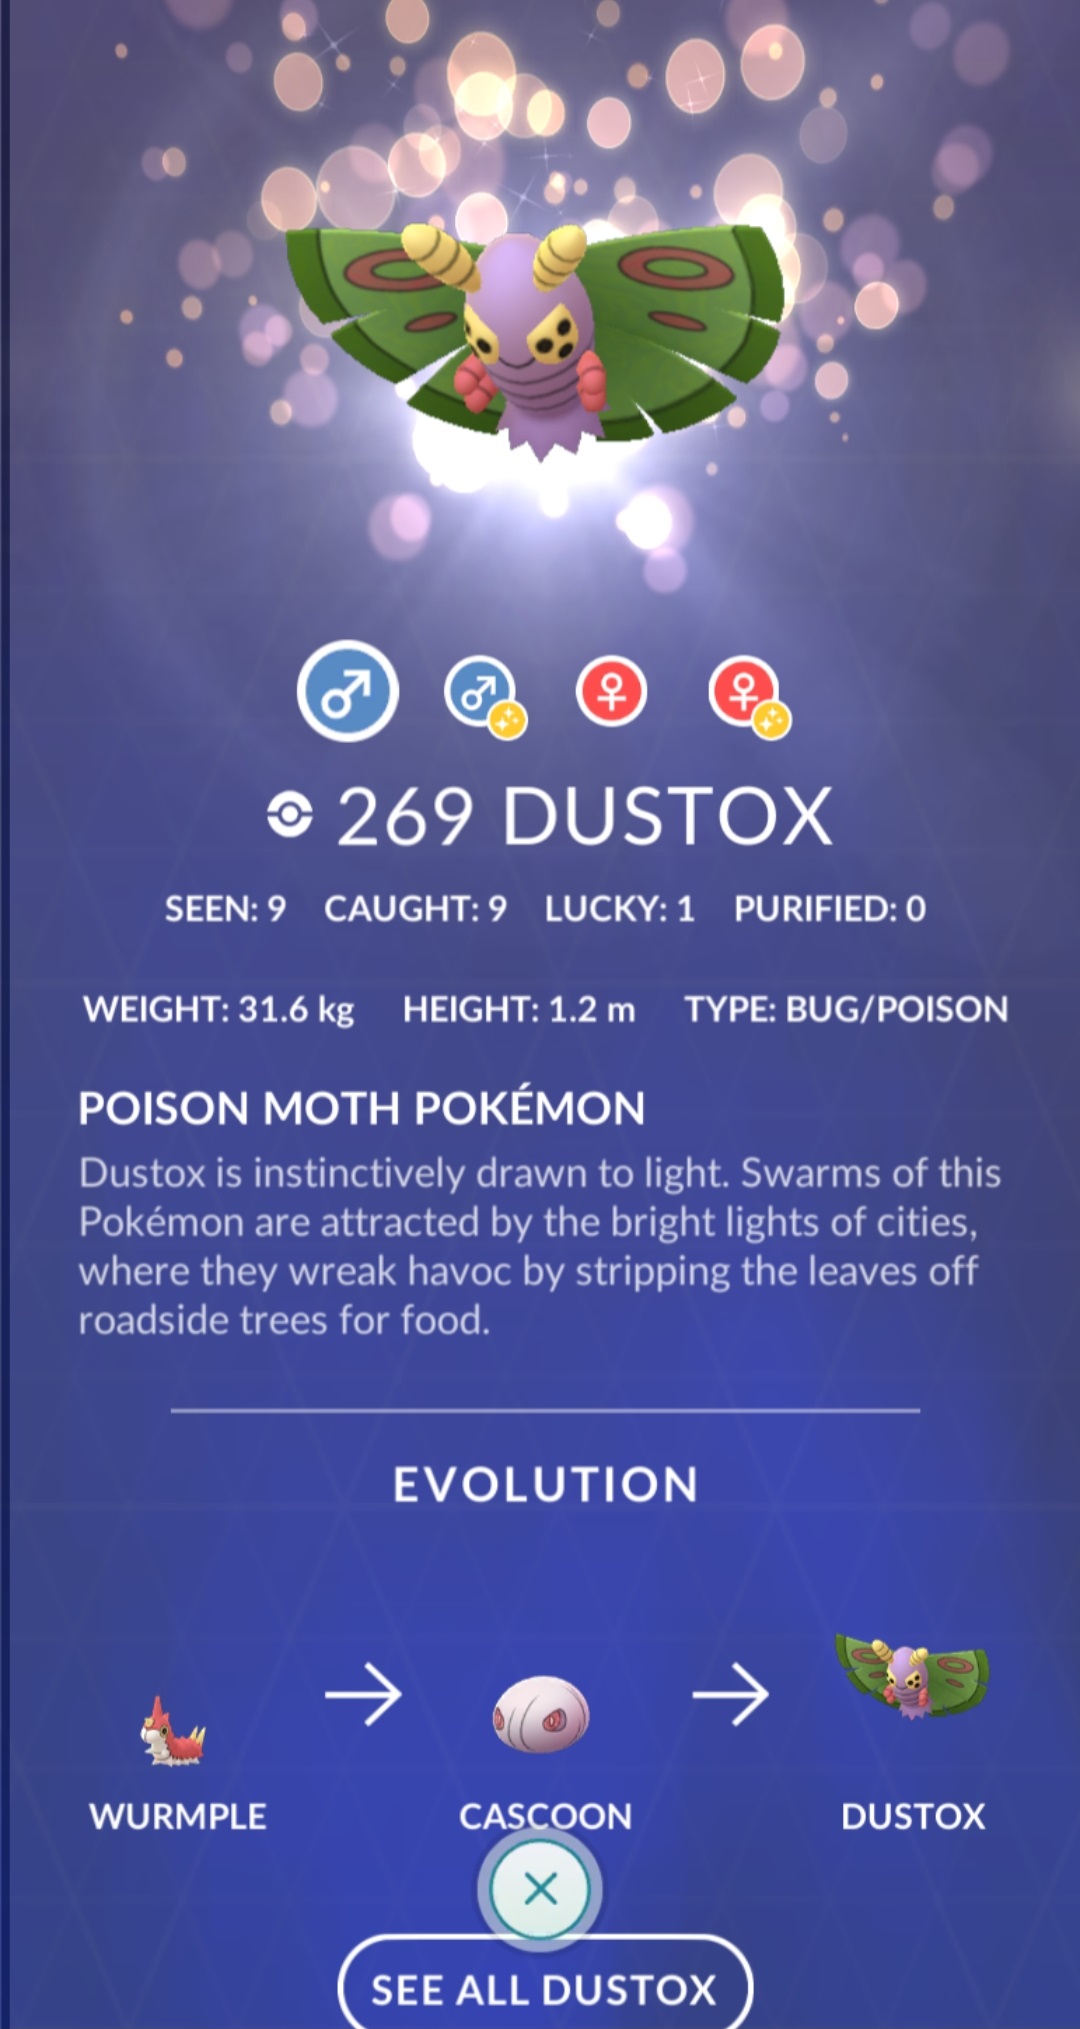 269 DUSTOX
SEEN: 9 CAUGHT: 9 LUCKY: 1 PURIFIED: 0
WEIGHT: 31.6 kg HEIGHT: 1.2 m TYPE: BUG/POISON
POISON MOTH POKÉMON
Dustox is instinctively drawn to light. Swarms of this
Pokémon are attracted by the bright lights of cities,
where they wreak havoc by stripping the leaves off
roadside trees for food.
EVOLUTION
WURMPLE CASCOON DUSTOX
SEE ALL DUSTOX